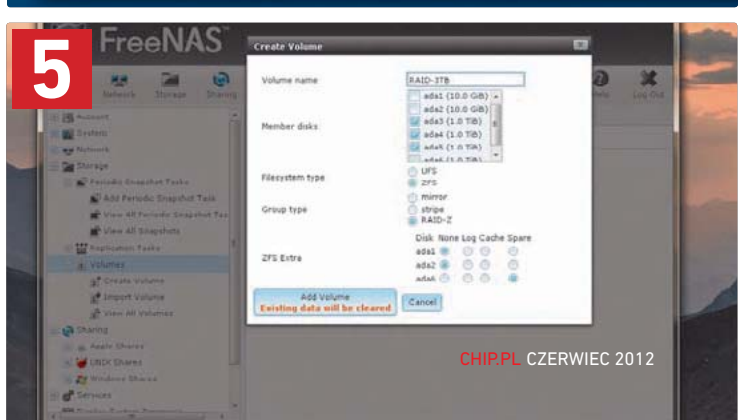 5
FreeNAS™
Create Volume
Network Storage Sharing
Log Out
Volume name RAID-3TB
Member disks
ada1 (10.0 GiB)
ada2 (10.0 GiB)
ada3 (1.0 TiB)
ada4 (1.0 TiB)
ada5 (1.0 TiB)
ada6 (1.0 TiB)
Filesystem type
UFS
ZFS
Group type
mirror
stripe
RAID-Z
ZFS Extra
Disk None Log Cache Spare
ada1
ada2
ada6
Add Volume
Existing data will be cleared
Cancel
Account
System
Network
Storage
Periodic Snapshot Tasks
Add Periodic Snapshot Task
View All Periodic Snapshot Tas
View All Snapshots
Replication Tasks
Volumes
Create Volume
Import Volume
View All Volumes
Sharing
Apple Shares
UNIX Shares
Windows Shares
Services
CHIP.PL CZERWIEC 2012